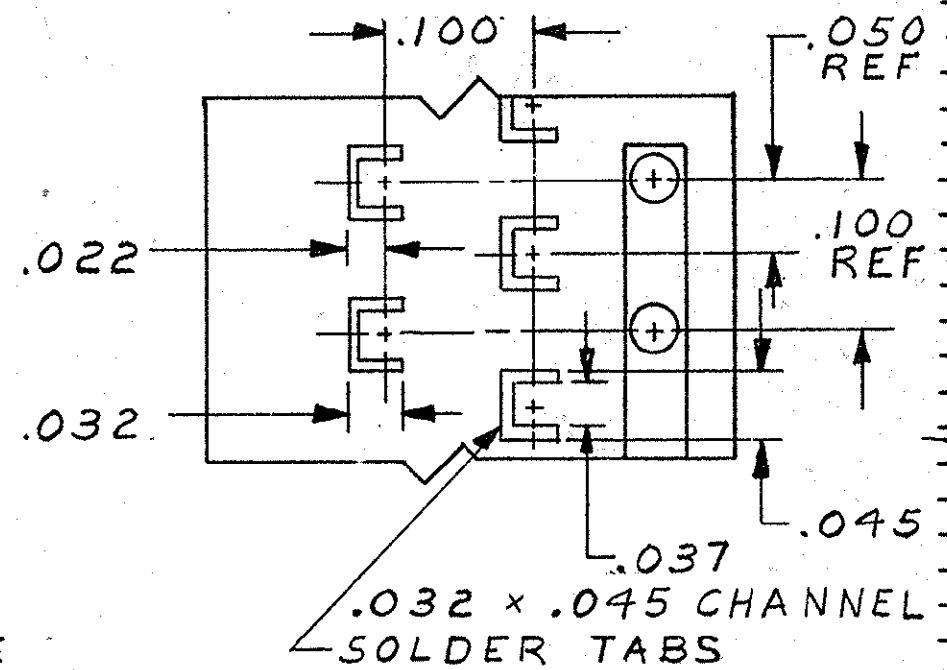 .100
.050
REF
.100
REF
.022
.032
.045
.037
.032 × .045 CHANNEL
SOLDER TABS
E